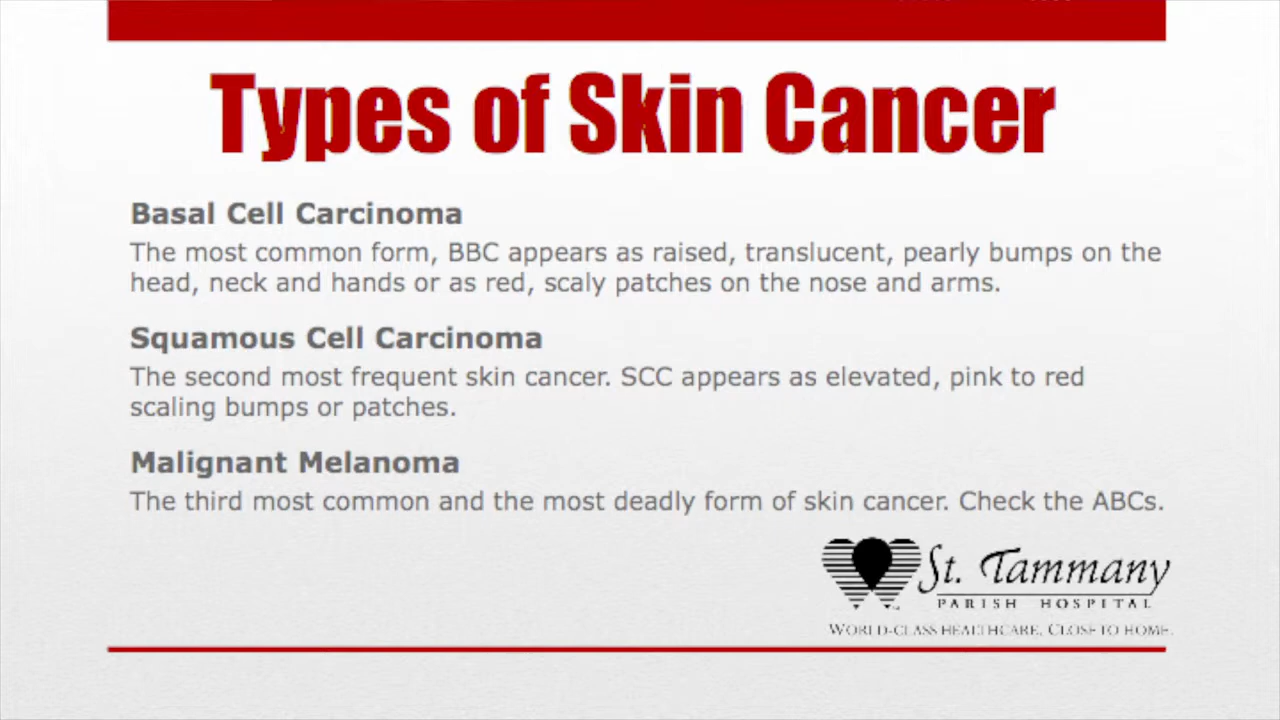 Types of Skin Cancer
Basal Cell Carcinoma
The most common form, BBC appears as raised, translucent, pearly bumps on the
head, neck and hands or as red, scaly patches on the nose and arms.
Squamous Cell Carcinoma
The second most frequent skin cancer. SCC appears as elevated, pink to red
scaling bumps or patches.
Malignant Melanoma
The third most common and the most deadly form of skin cancer. Check the ABCs.
St. Tammany
PARISH HOSPITAL
WORLD-CLASS HEALTHCARE. CLOSE TO HOME.